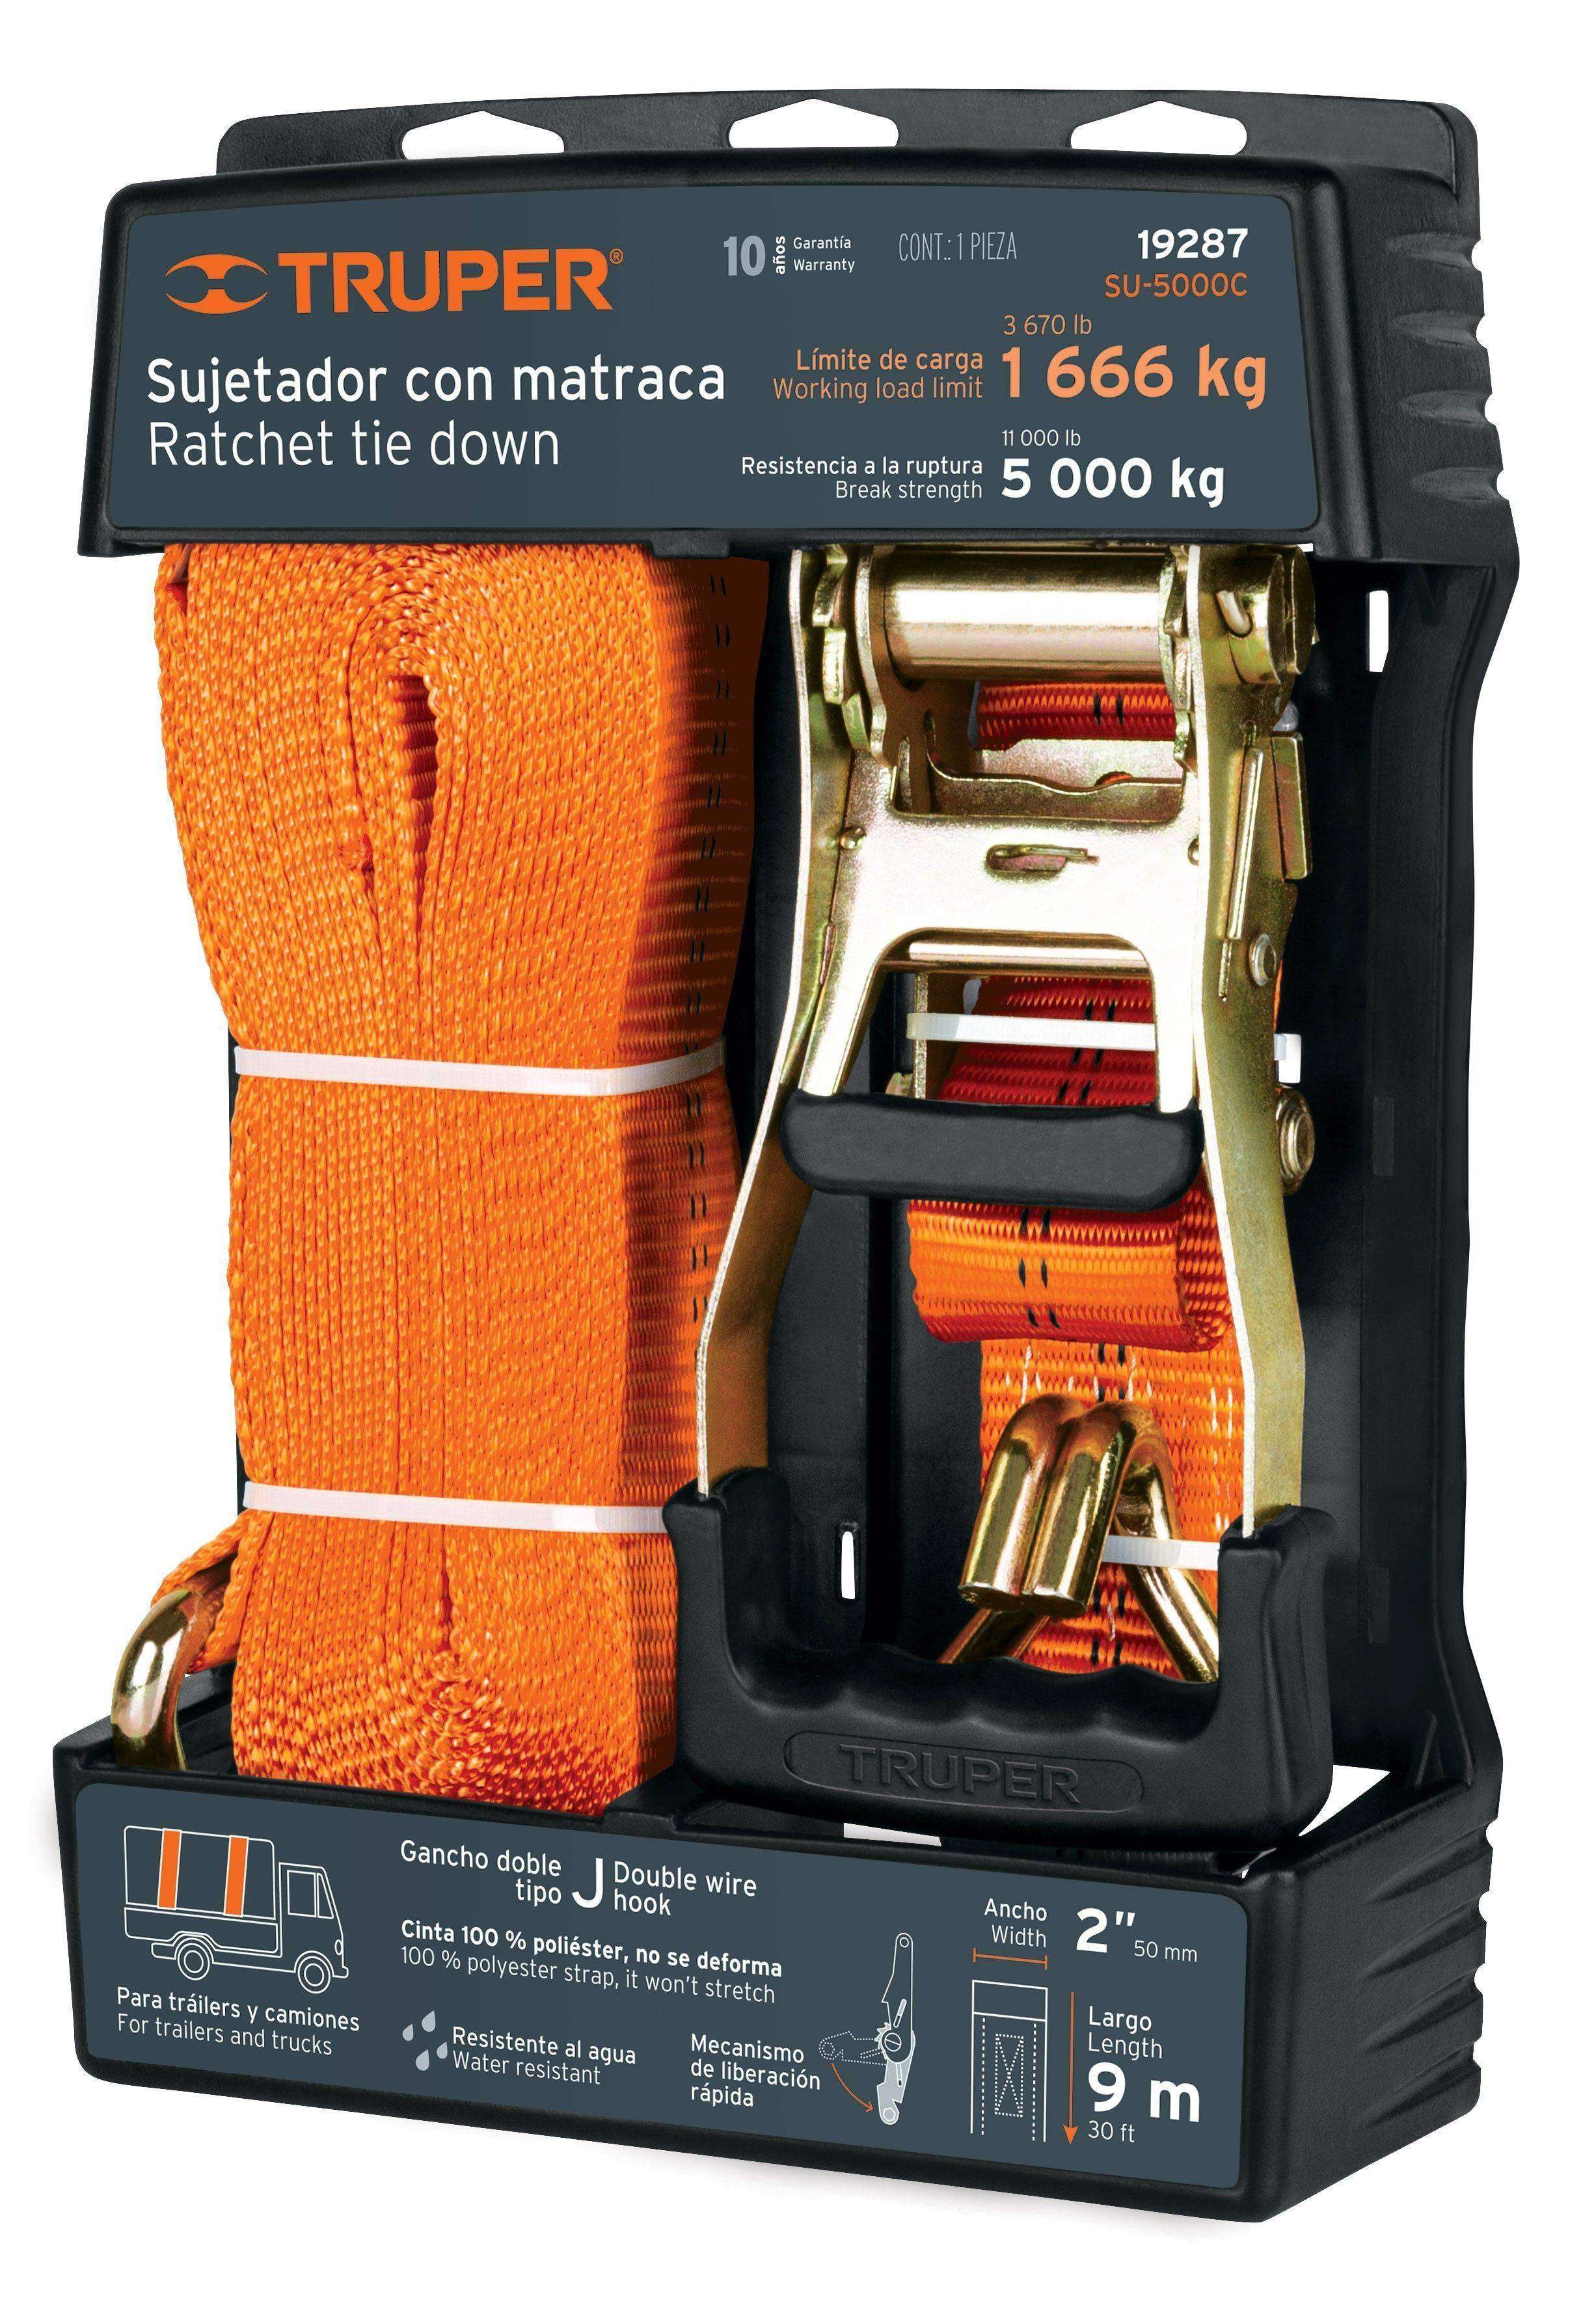 TRUPER®
10 años Garantía
Warranty
CONT.: 1 PIEZA
19287
SU-5000C
Sujetador con matraca
Ratchet tie down
3 670 lb
Límite de carga
Working load limit
1 666 kg
11 000 lb
Resistencia a la ruptura
Break strength
5 000 kg
TRUPER
Para tráilers y camiones
For trailers and trucks
Gancho doble
tipo J
Double wire
hook
Cinta 100 % poliéster, no se deforma
100 % polyester strap, it won't stretch
Resistente al agua
Water resistant
Mecanismo
de liberación
rápida
Ancho
Width
2" 50 mm
Largo
Length
9 m
30 ft